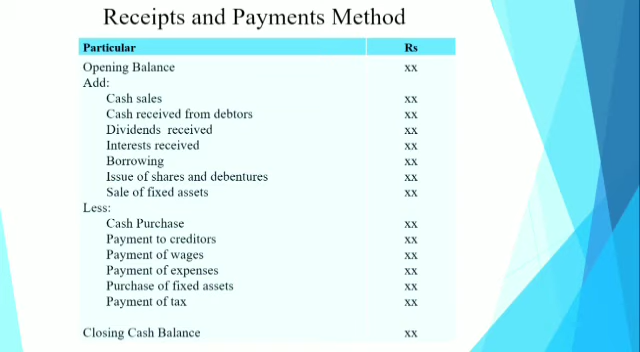 Receipts and Payments Method
Particular Rs
Opening Balance xx
Add:
Cash sales xx
Cash received from debtors xx
Dividends received xx
Interests received xx
Borrowing xx
Issue of shares and debentures xx
Sale of fixed assets xx
Less:
Cash Purchase xx
Payment to creditors xx
Payment of wages xx
Payment of expenses xx
Purchase of fixed assets xx
Payment of tax xx
Closing Cash Balance xx